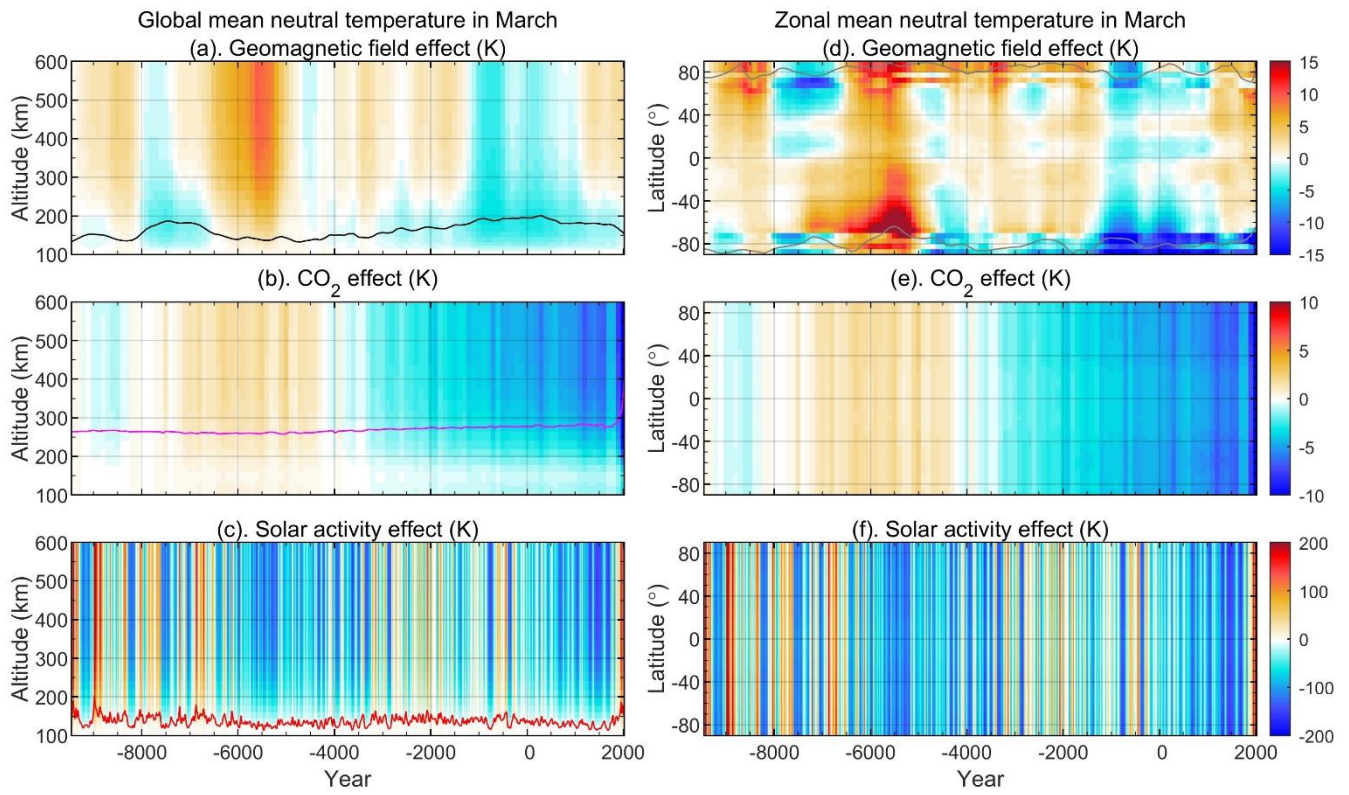 Global mean neutral temperature in March
(a). Geomagnetic field effect (K)
600
500
400
300
200
100
Altitude (km)
Zonal mean neutral temperature in March
(d). Geomagnetic field effect (K)
80
40
0
-40
-80
Latitude (°)
15
10
5
0
-5
-10
-15
(b). CO2 effect (K)
600
500
400
300
200
100
Altitude (km)
(e). CO2 effect (K)
80
40
0
-40
-80
Latitude (°)
10
5
0
-5
-10
(c). Solar activity effect (K)
600
500
400
300
200
100
Altitude (km)
-8000 -6000 -4000 -2000 0 2000
Year
(f). Solar activity effect (K)
80
40
0
-40
-80
Latitude (°)
-8000 -6000 -4000 -2000 0 2000
Year
200
100
0
-100
-200